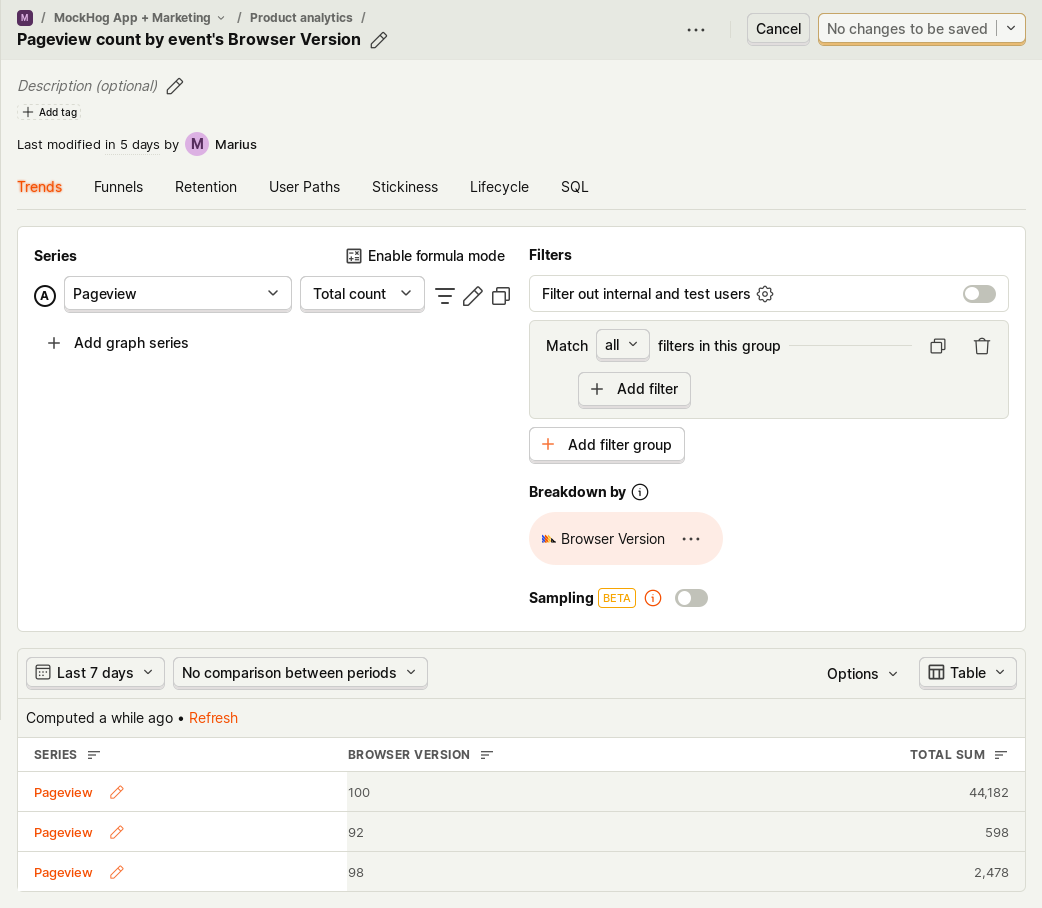 M / MockHog App + Marketing / Product analytics /
Pageview count by event's Browser Version
Cancel
No changes to be saved
Description (optional)
Add tag
Last modified in 5 days by M Marius
Trends Funnels Retention User Paths Stickiness Lifecycle SQL
Series
Enable formula mode
A Pageview Total count
Add graph series
Filters
Filter out internal and test users
Match all filters in this group
Add filter
Add filter group
Breakdown by
Browser Version
Sampling BETA
Last 7 days No comparison between periods Options Table
Computed a while ago • Refresh
SERIES BROWSER VERSION TOTAL SUM
Pageview 100 44,182
Pageview 92 598
Pageview 98 2,478